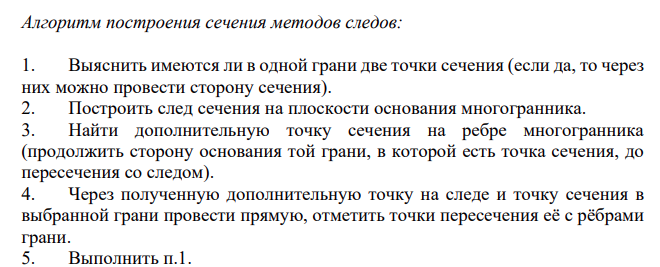 Алгоритм построения сечения методов следов:
1. Выяснить имеются ли в одной грани две точки сечения (если да, то через
них можно провести сторону сечения).
2. Построить след сечения на плоскости основания многогранника.
3. Найти дополнительную точку сечения на ребре многогранника
(продолжить сторону основания той грани, в которой есть точка сечения, до
пересечения со следом).
4. Через полученную дополнительную точку на следе и точку сечения в
выбранной грани провести прямую, отметить точки пересечения её с рёбрами
грани.
5. Выполнить п.1.